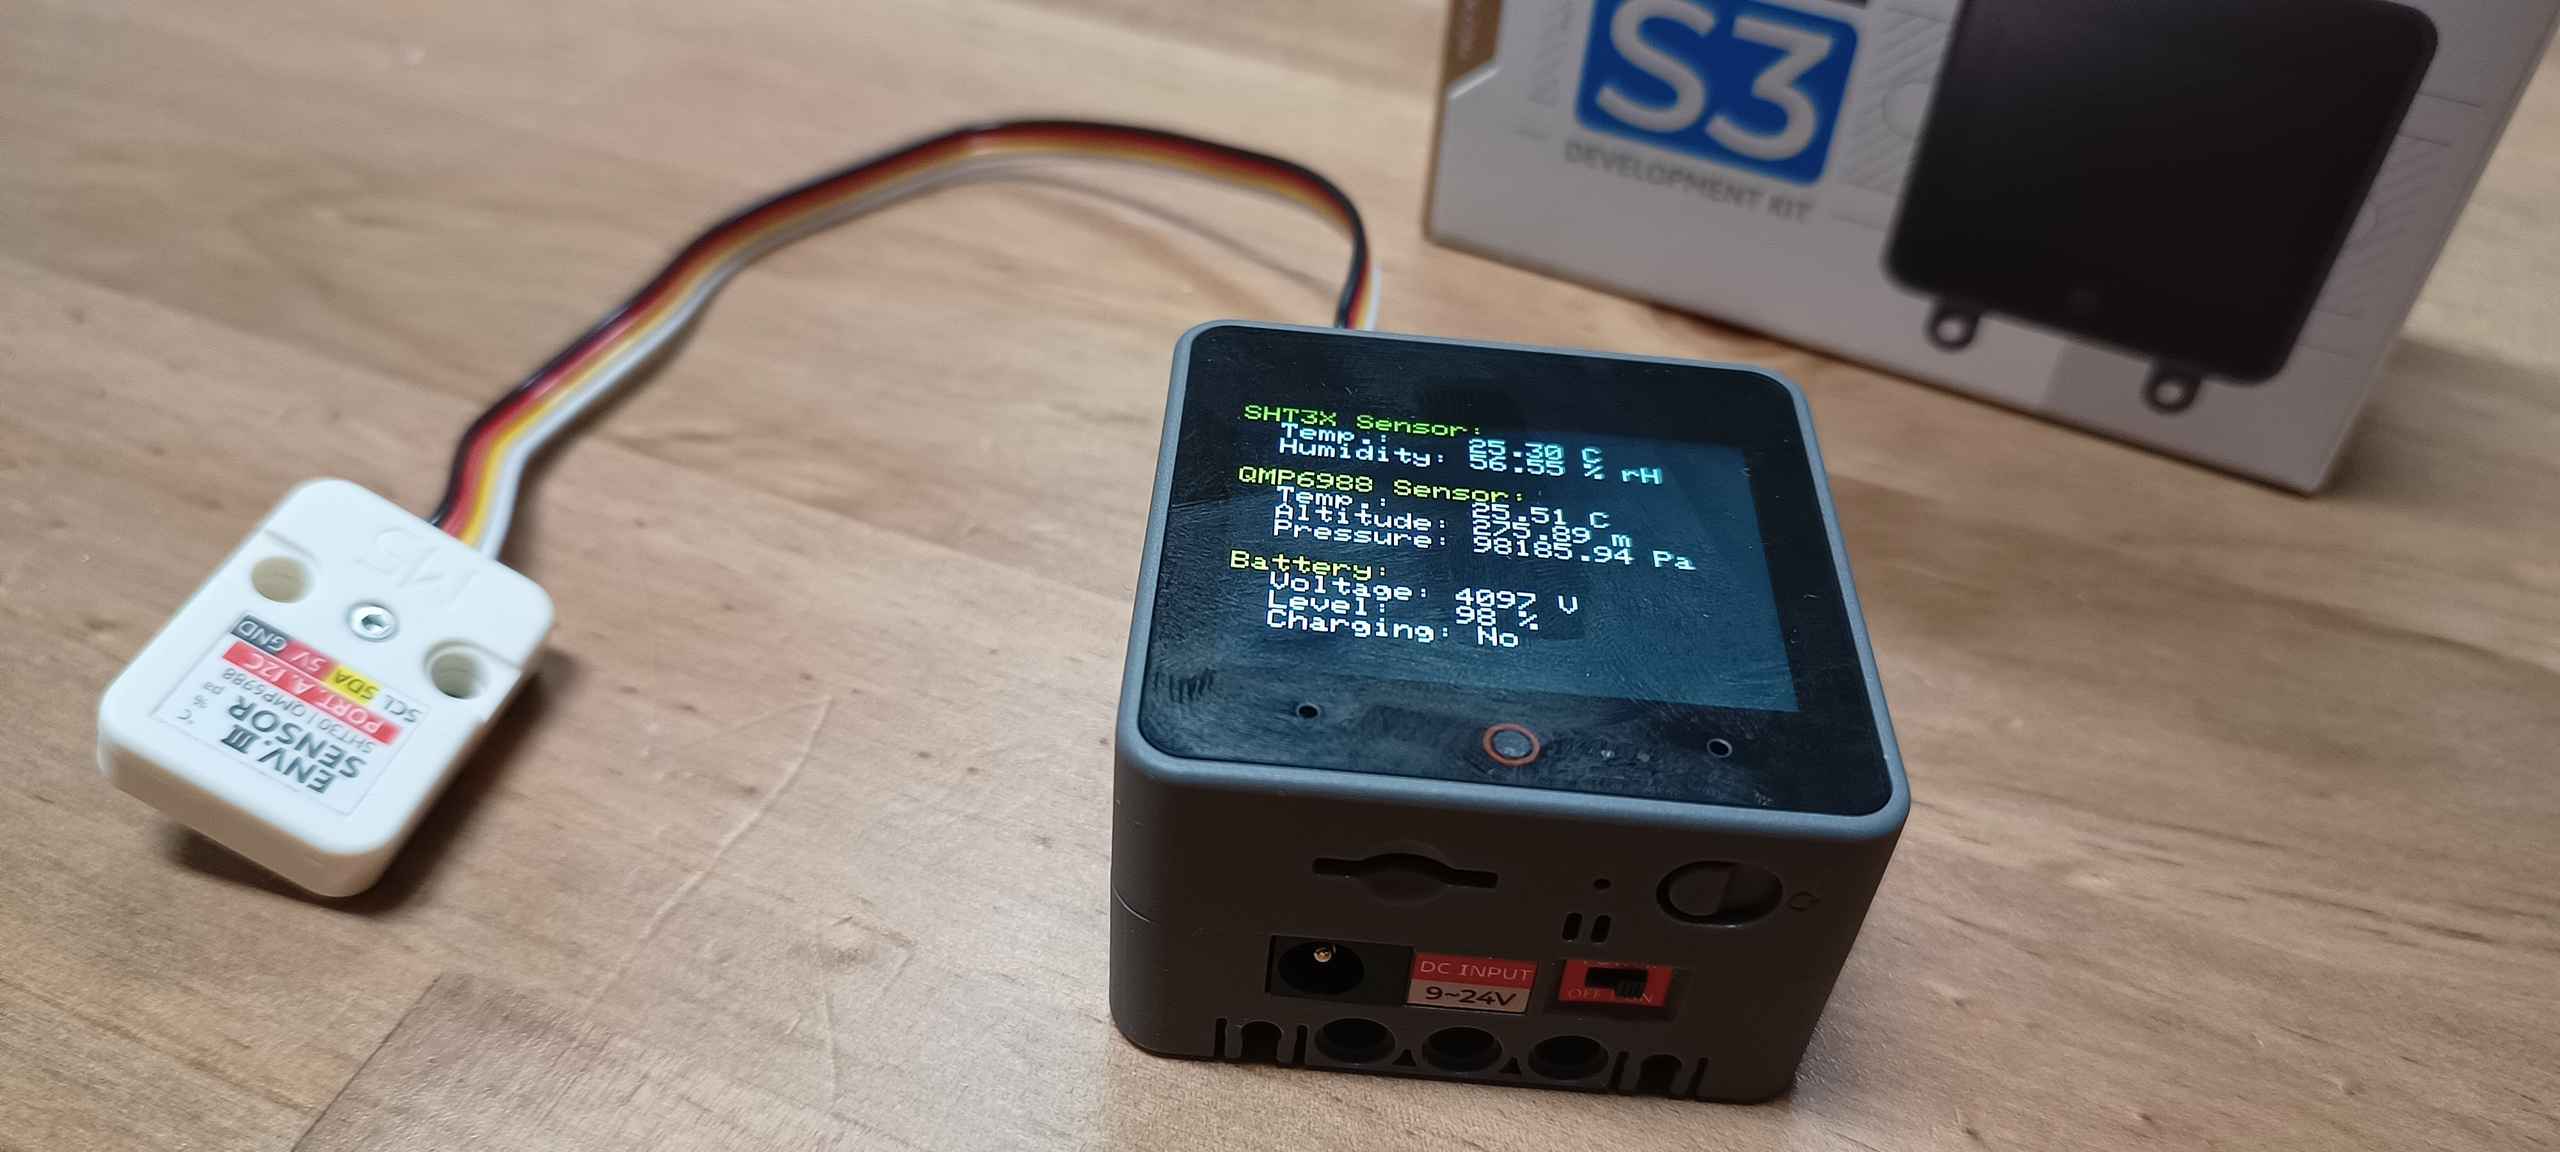 S3
DEVELOPMENT KIT
SHT3X Sensor:
Temp.: 25.30 C
Humidity: 56.55 % rH
QMP6988 Sensor:
Temp.: 25.51 C
Altitude: 275.89 m
Pressure: 98185.94 Pa
Battery:
Voltage: 4097 V
Level: 98 %
Charging: No
DC INPUT
9~24V
OFF ON
M5
ENV. III
SENSOR
°C % pa
SHT30 | QMP6988
PORT. A. I2C
SCL SDA 5V GND